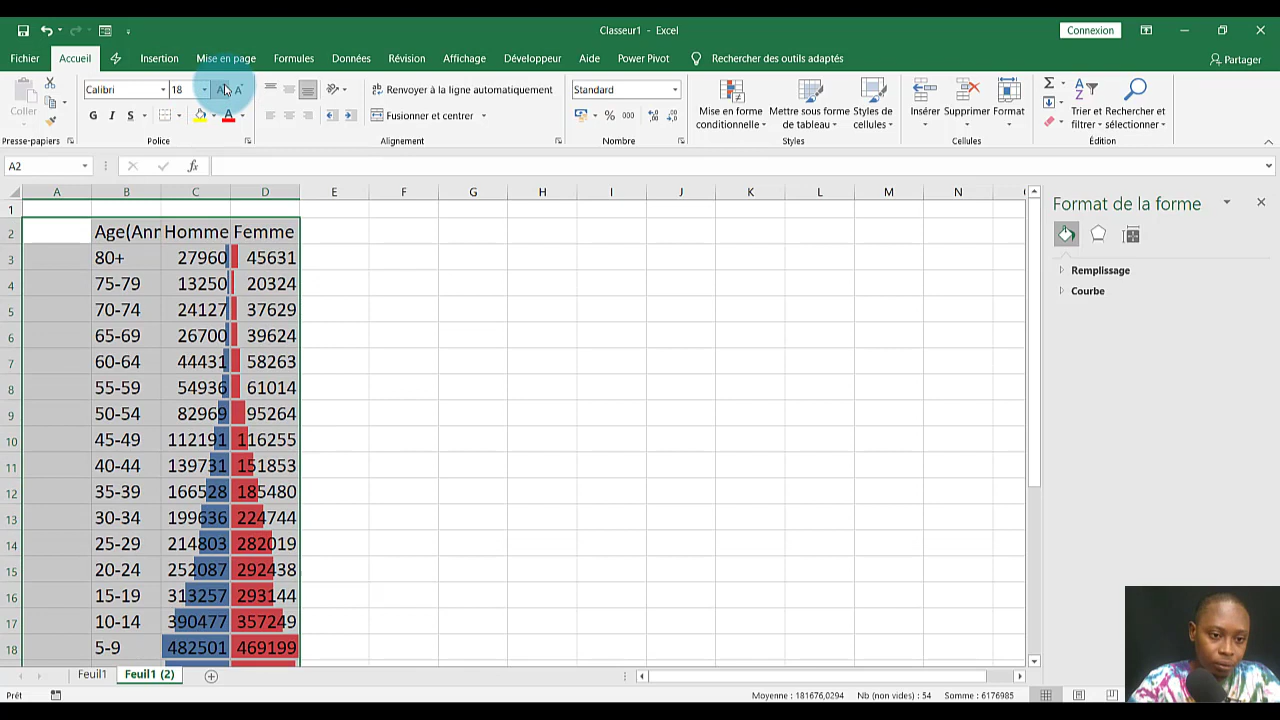 Classeur1 - Excel
Connexion
Fichier Accueil Insertion Mise en page Formules Données Révision Affichage Développeur Aide Power Pivot Rechercher des outils adaptés Partager
Coller
Calibri 18
Renvoyer à la ligne automatiquement
Standard
G I S
Fusionner et centrer
% 000
Mise en forme conditionnelle
Mettre sous forme de tableau
Styles de cellules
Insérer Supprimer Format
Trier et filtrer
Rechercher et sélectionner
Presse-papiers Police Alignement Nombre Styles Cellules Édition
A2
fx
A B C D E F G H I J K L M N
1
2 Age(Ann Homme Femme
3 80+ 27960 45631
4 75-79 13250 20324
5 70-74 24127 37629
6 65-69 26700 39624
7 60-64 44431 58263
8 55-59 54936 61014
9 50-54 82969 95264
10 45-49 112191 116255
11 40-44 139731 151853
12 35-39 166528 185480
13 30-34 199636 224744
14 25-29 214803 282019
15 20-24 252087 292438
16 15-19 313257 293144
17 10-14 390477 357249
18 5-9 482501 469199
Format de la forme
Remplissage
Courbe
Feuil1 Feuil1 (2)
Prêt
Moyenne : 181676,0294 Nb (non vides) : 54 Somme : 6176985